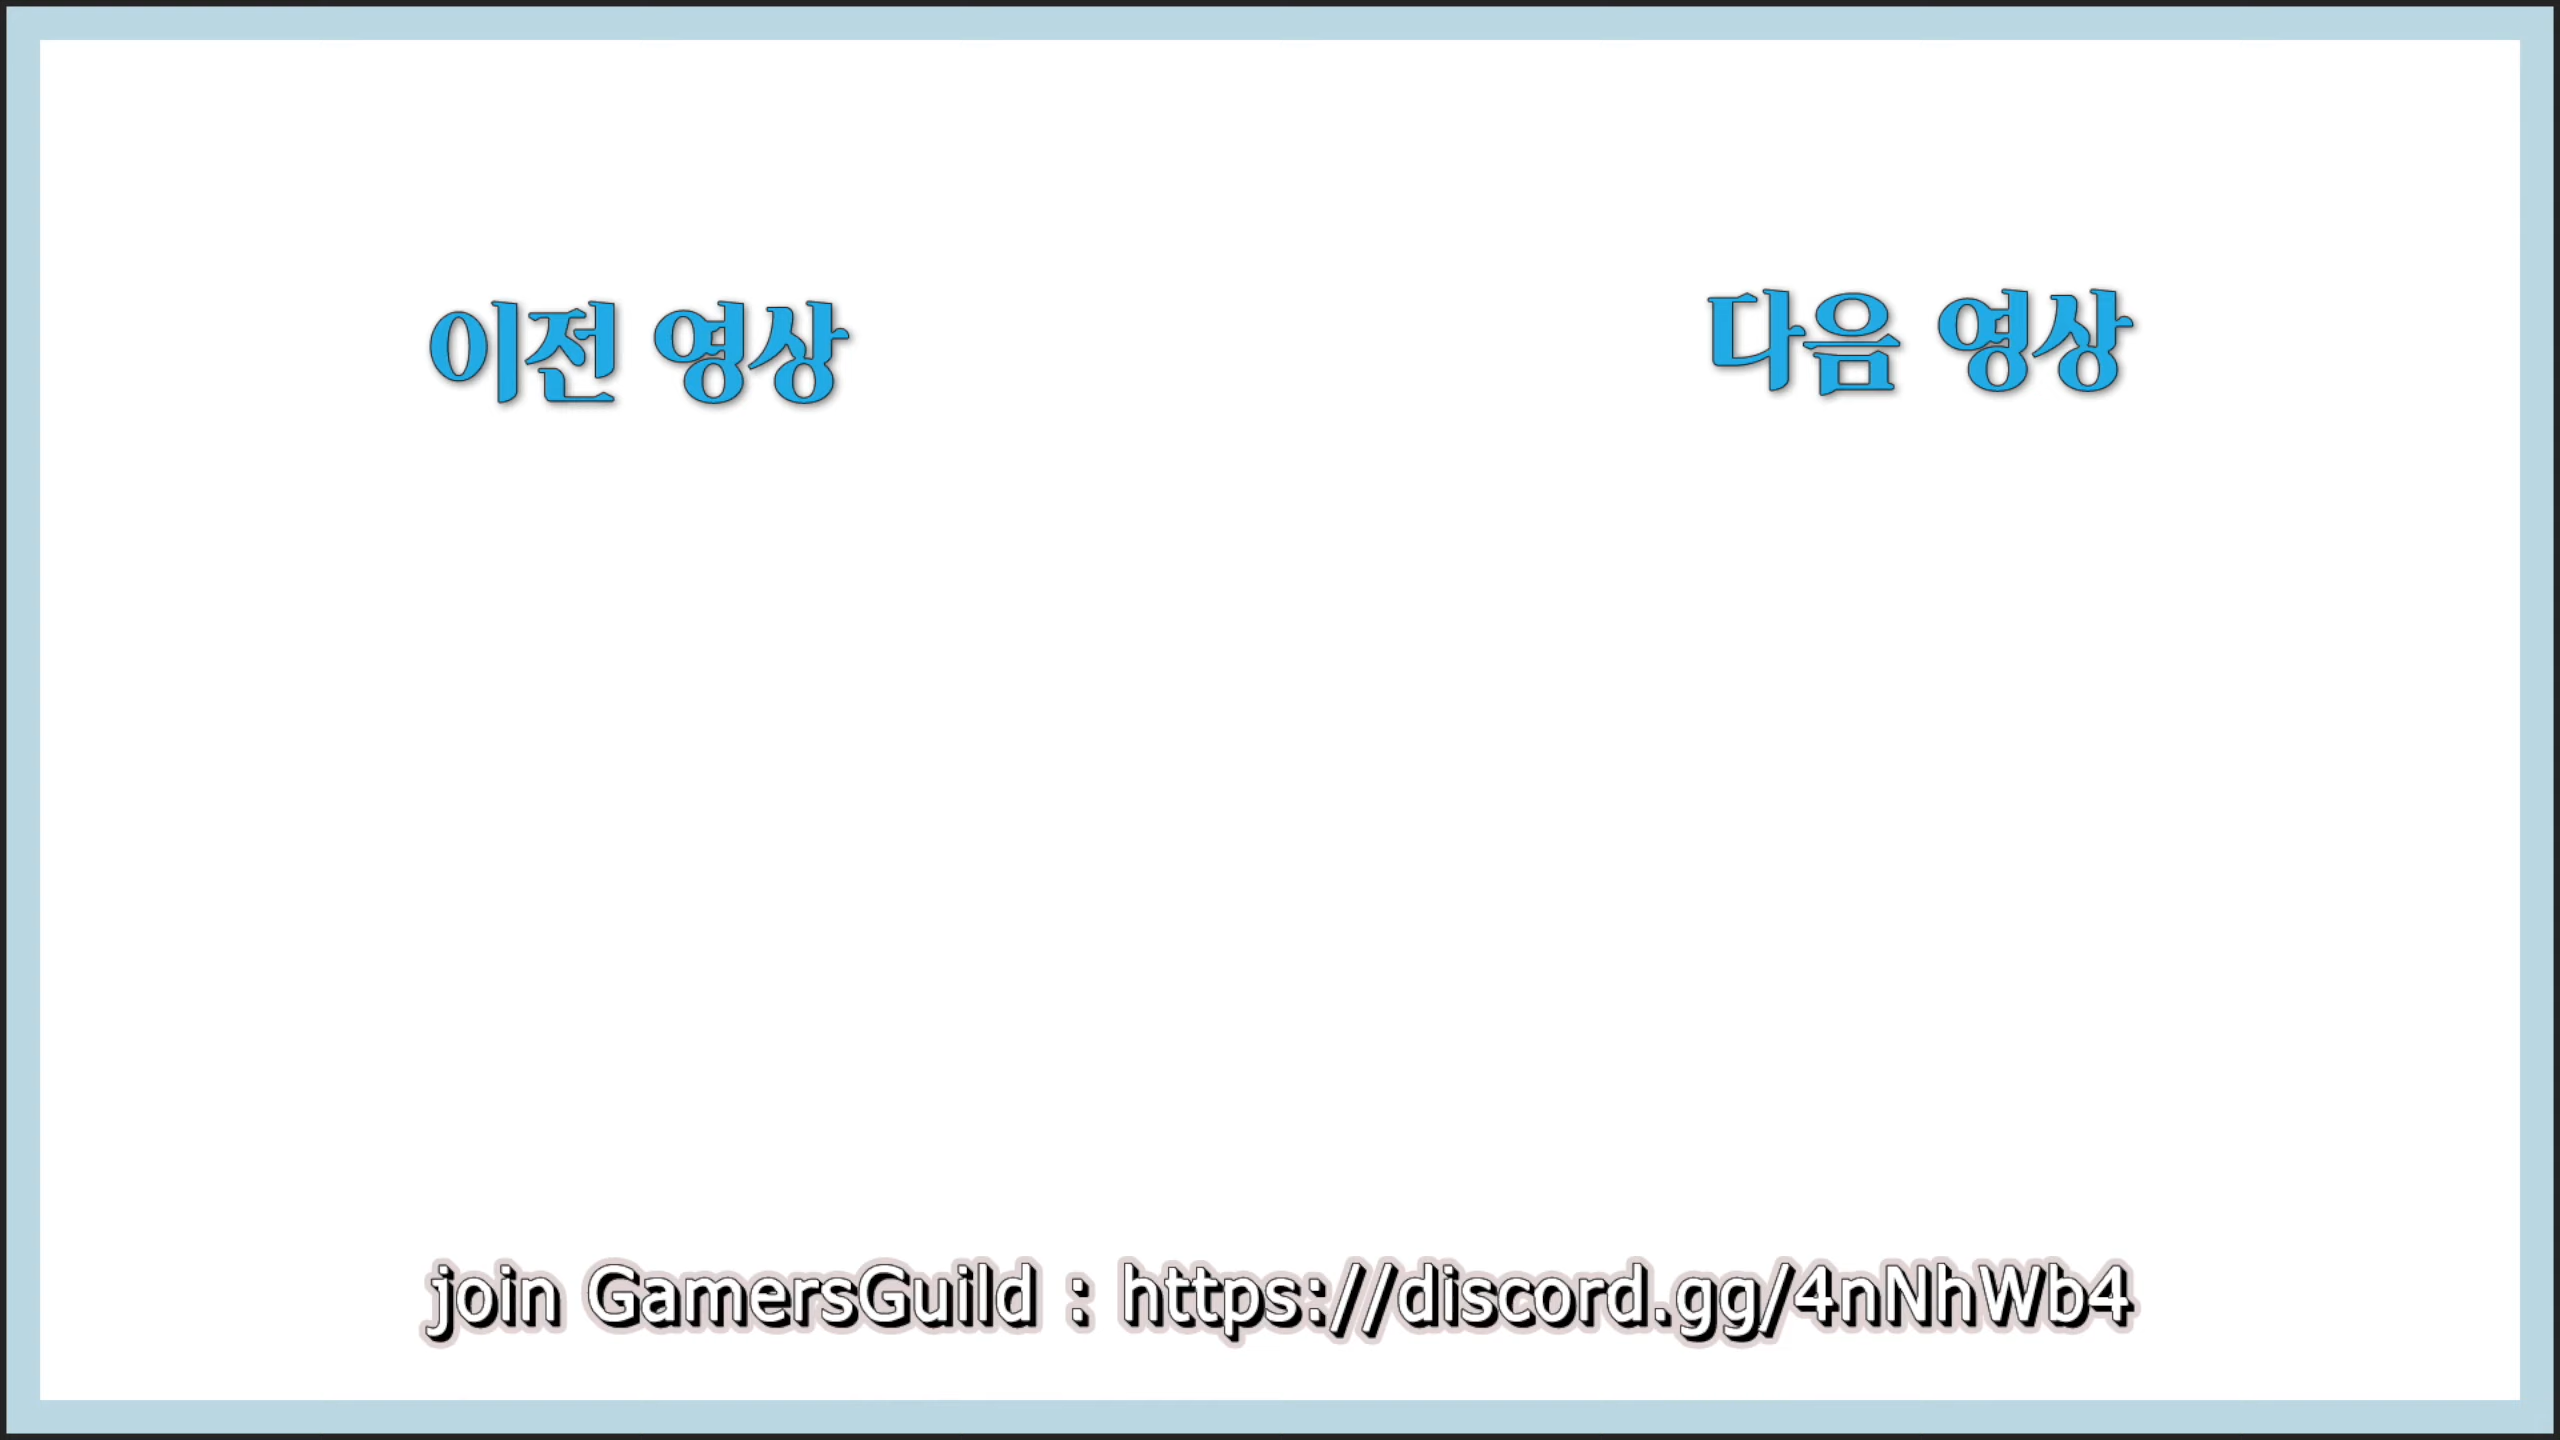 이전 영상
다음 영상
join GamersGuild : https://discord.gg/4nNhWb4